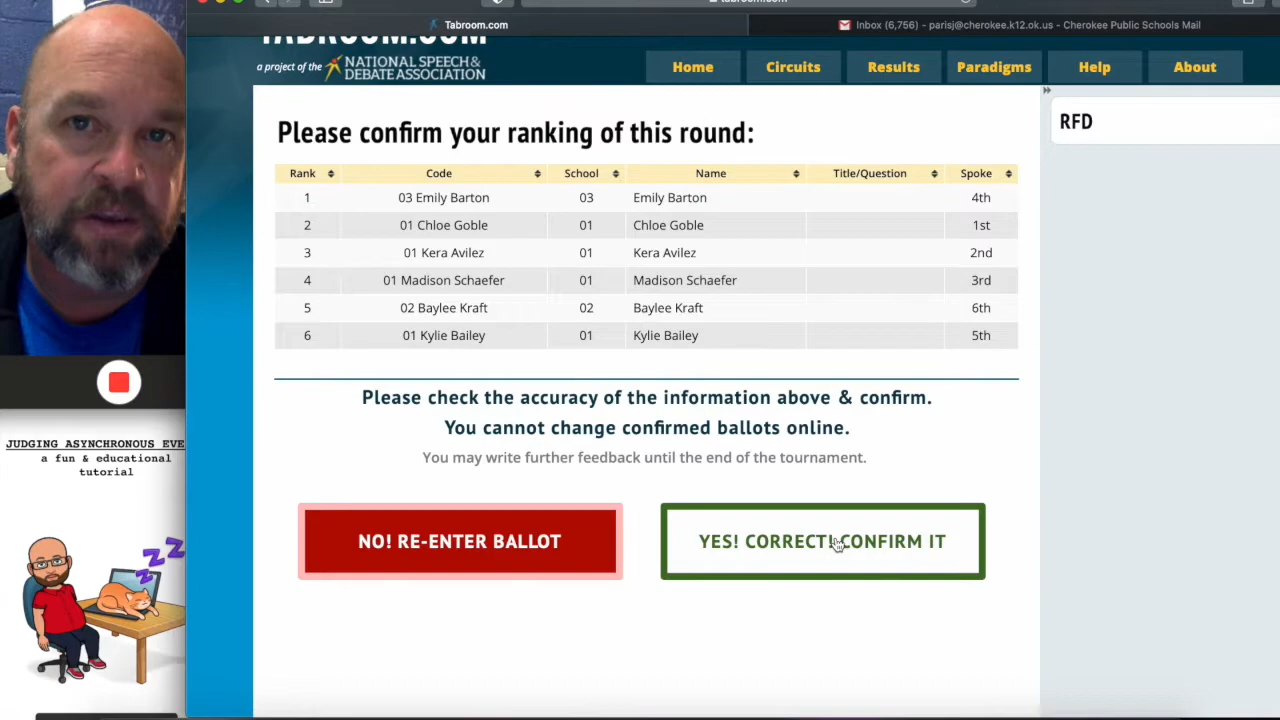 Tabroom.com
Inbox (6,756) – parisj@cherokee.k12.ok.us – Cherokee Public Schools Mail
TABROOM.COM
a project of the NATIONAL SPEECH & DEBATE ASSOCIATION
Home Circuits Results Paradigms Help About
RFD
Please confirm your ranking of this round:
Rank Code School Name Title/Question Spoke
1 03 Emily Barton 03 Emily Barton 4th
2 01 Chloe Goble 01 Chloe Goble 1st
3 01 Kera Avilez 01 Kera Avilez 2nd
4 01 Madison Schaefer 01 Madison Schaefer 3rd
5 02 Baylee Kraft 02 Baylee Kraft 6th
6 01 Kylie Bailey 01 Kylie Bailey 5th
Please check the accuracy of the information above & confirm.
You cannot change confirmed ballots online.
You may write further feedback until the end of the tournament.
NO! RE-ENTER BALLOT
YES! CORRECT! CONFIRM IT
JUDGING ASYNCHRONOUS EVE
a fun & educational
tutorial